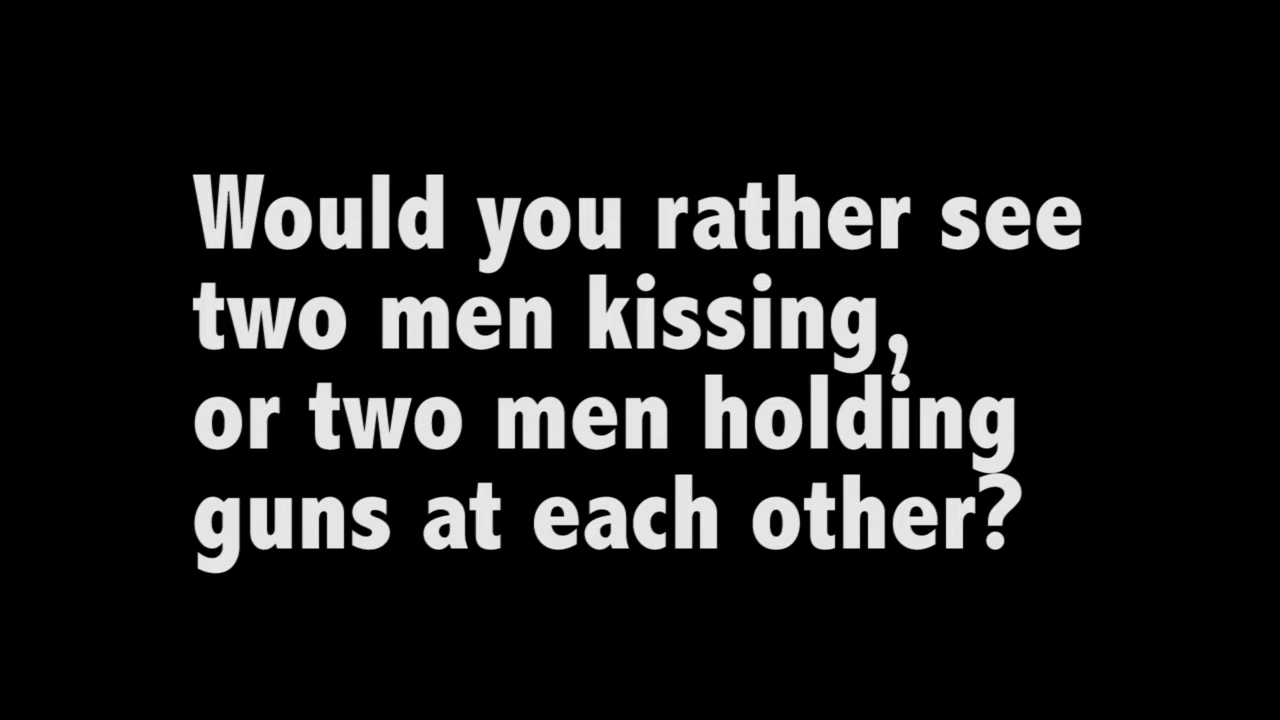 Would you rather see
two men kissing,
or two men holding
guns at each other?